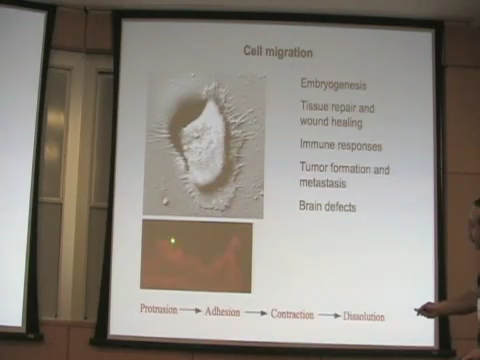 Cell migration
Embryogenesis
Tissue repair and
wound healing
Immune responses
Tumor formation and
metastasis
Brain defects
Protrusion → Adhesion → Contraction → Dissolution